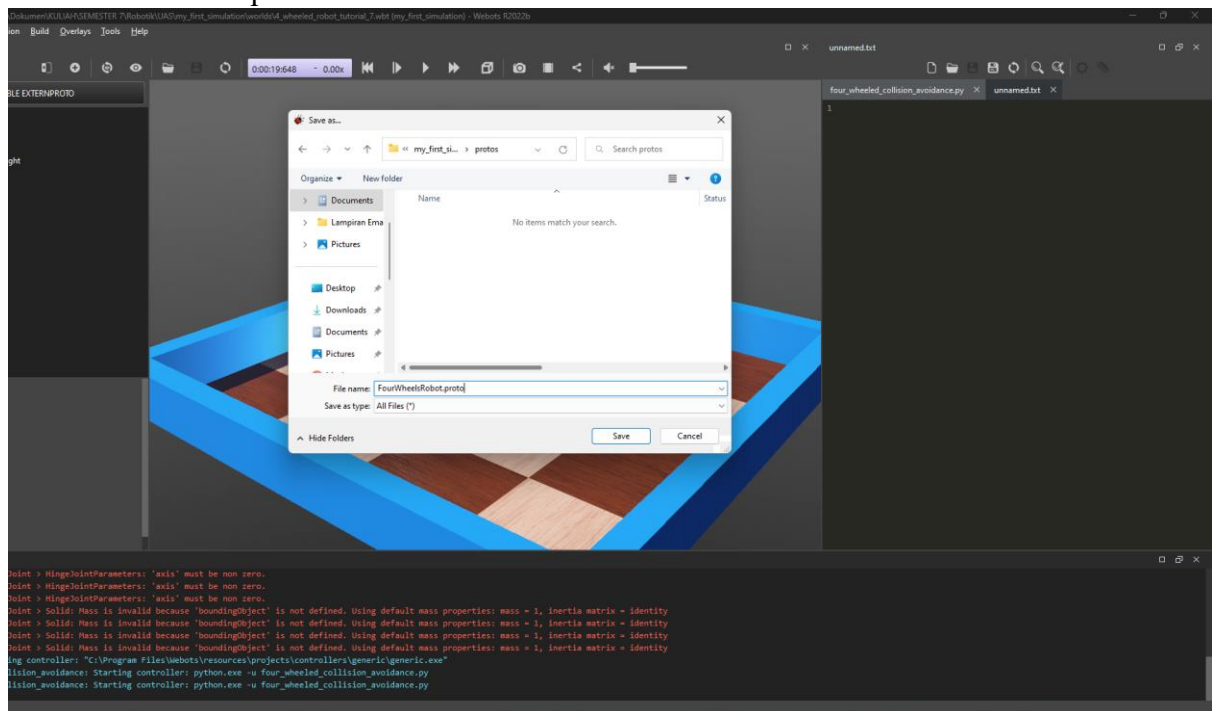 \Dokumen\KULIAH\SEMESTER 7\Robotik\UAS\my_first_simulation\worlds\4_wheeled_robot_tutorial_7.wbt (my_first_simulation) - Webots R2022b
ion Build Overlays Tools Help
unnamed.txt
0:00:19:648 - 0.00x
BLE EXTERNPROTO
four_wheeled_collision_avoidance.py × unnamed.txt ×
1
ght
Save as...
« my_first_si... › protos
Search protos
Organize New folder
Documents
Lampiran Ema
Pictures
Desktop
Downloads
Documents
Pictures
Name Status
No items match your search.
File name: FourWheelsRobot.proto
Save as type: All Files (*)
Hide Folders Save Cancel
Joint > HingeJointParameters: 'axis' must be non zero.
Joint > HingeJointParameters: 'axis' must be non zero.
Joint > HingeJointParameters: 'axis' must be non zero.
Joint > Solid: Mass is invalid because 'boundingObject' is not defined. Using default mass properties: mass = 1, inertia matrix = identity
Joint > Solid: Mass is invalid because 'boundingObject' is not defined. Using default mass properties: mass = 1, inertia matrix = identity
Joint > Solid: Mass is invalid because 'boundingObject' is not defined. Using default mass properties: mass = 1, inertia matrix = identity
Joint > Solid: Mass is invalid because 'boundingObject' is not defined. Using default mass properties: mass = 1, inertia matrix = identity
ing controller: "C:\Program Files\Webots\resources\projects\controllers\generic\generic.exe"
lision_avoidance: Starting controller: python.exe -u four_wheeled_collision_avoidance.py
lision_avoidance: Starting controller: python.exe -u four_wheeled_collision_avoidance.py